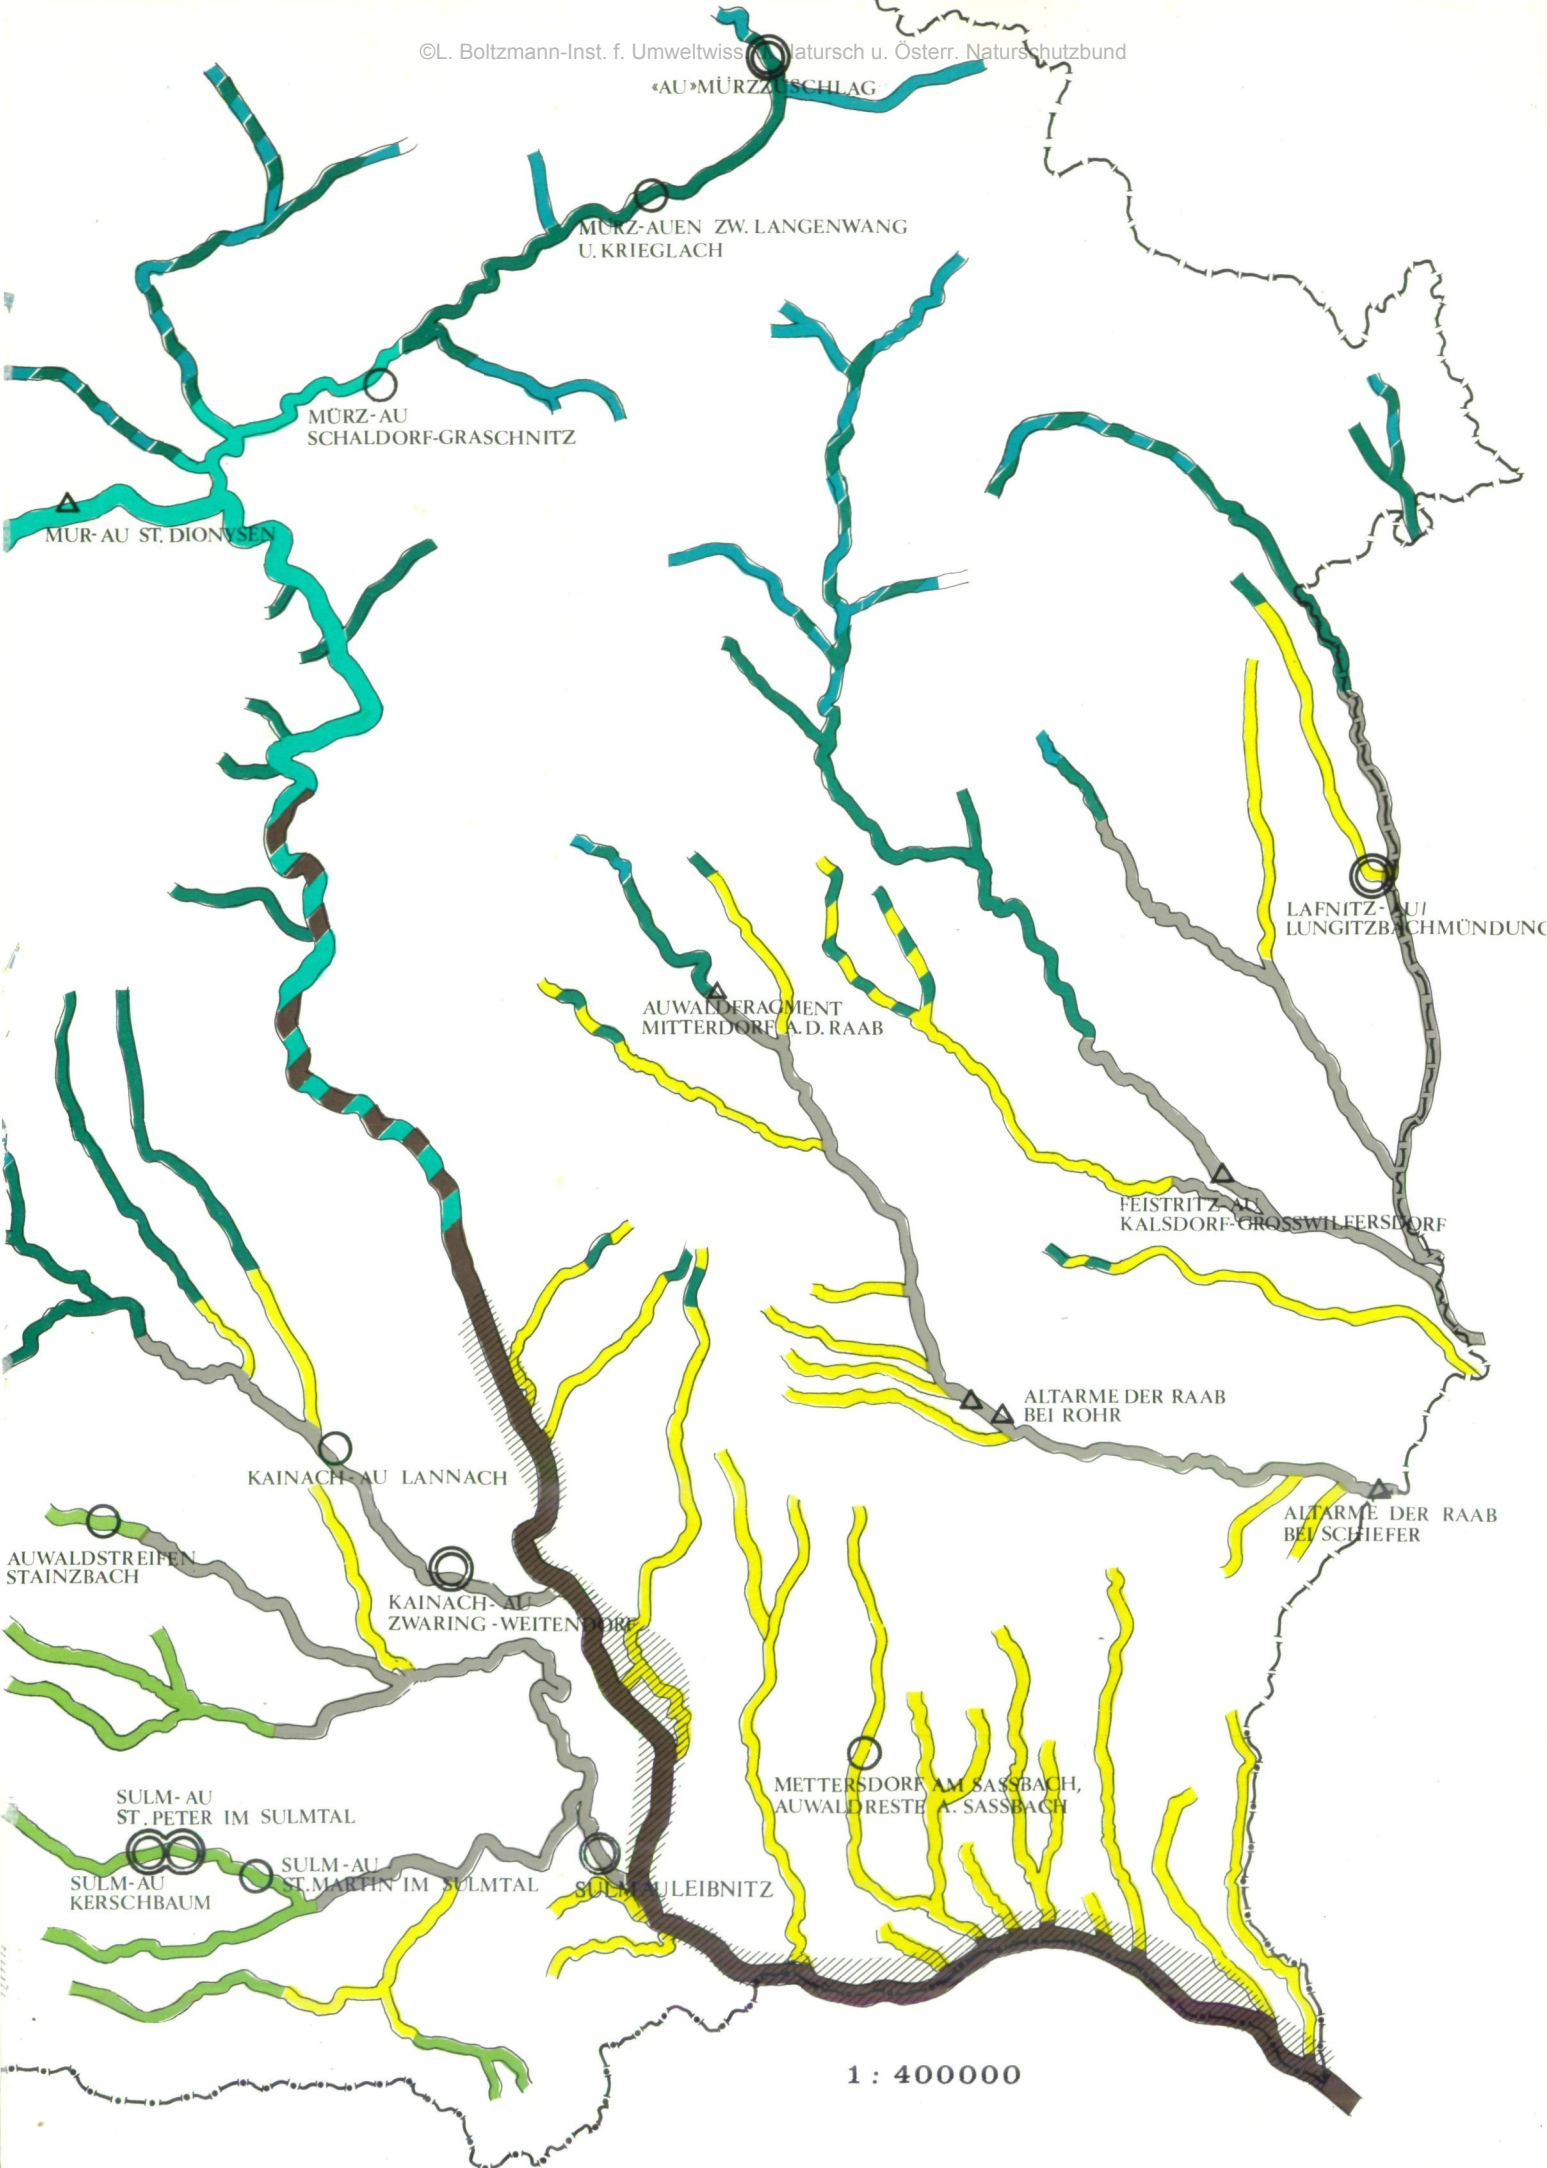 ©L. Boltzmann-Inst. f. Umweltwiss. u. Natursch u. Österr. Naturschutzbund
«AU»MÜRZZUSCHLAG
MÜRZ-AUEN ZW. LANGENWANG
U. KRIEGLACH
MÜRZ-AU
SCHALDORF-GRASCHNITZ
MUR-AU ST. DIONYSEN
LAFNITZ-AU/
LUNGITZBACHMÜNDUNG
AUWALDFRAGMENT
MITTERDORF A. D. RAAB
FEISTRITZ-AU
KALSDORF-GROSSWILFERSDORF
ALTARME DER RAAB
BEI ROHR
KAINACH-AU LANNACH
ALTARME DER RAAB
BEI SCHIEFER
AUWALDSTREIFEN
STAINZBACH
KAINACH-AU
ZWARING-WEITENDORF
METTERSDORF AM SASSBACH,
AUWALDRESTE A. SASSBACH
SULM-AU
ST. PETER IM SULMTAL
SULM-AU
ST. MARTIN IM SULMTAL
SULM-AU
KERSCHBAUM
SULMAU LEIBNITZ
1 : 400000